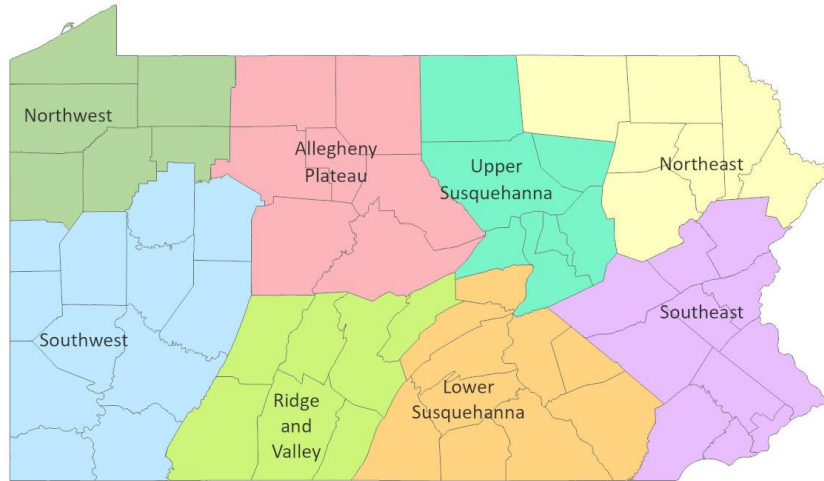 Northwest
Allegheny
Plateau
Upper
Susquehanna
Northeast
Southwest
Southeast
Ridge
and
Valley
Lower
Susquehanna